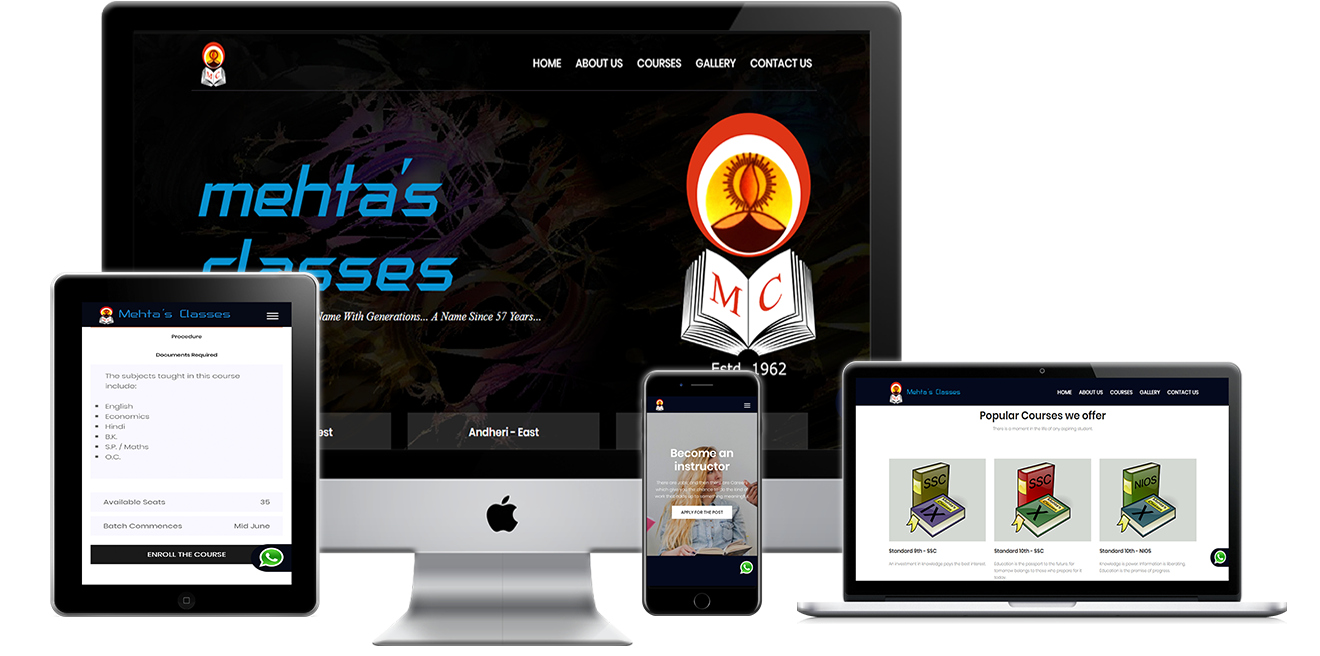 HOME ABOUT US COURSES GALLERY CONTACT US
MC
mehta's
classes
Name With Generations... A Name Since 57 Years...
M C
Estd. 1962
Andheri - East
Mehta's Classes
Procedure
Documents Required
The subjects taught in this course
include:
English
Economics
Hindi
B.K.
S.P. / Maths
O.C.
Available Seats 35
Batch Commences Mid June
ENROLL THE COURSE
Become an
instructor
APPLY FOR THE POST
Mehta's Classes
HOME ABOUT US COURSES GALLERY CONTACT US
Popular Courses we offer
There is a moment in the life of any aspiring student.
SSC
SSC
NIOS
IX
X
X
Standard 9th - SSC
Standard 10th - SSC
Standard 10th - NIOS
An investment in knowledge pays the best interest.
Education is the passport to the future for
tomorrow belongs to those who prepare for it
today.
Knowledge is power. Information is liberating.
Education is the premise of progress.